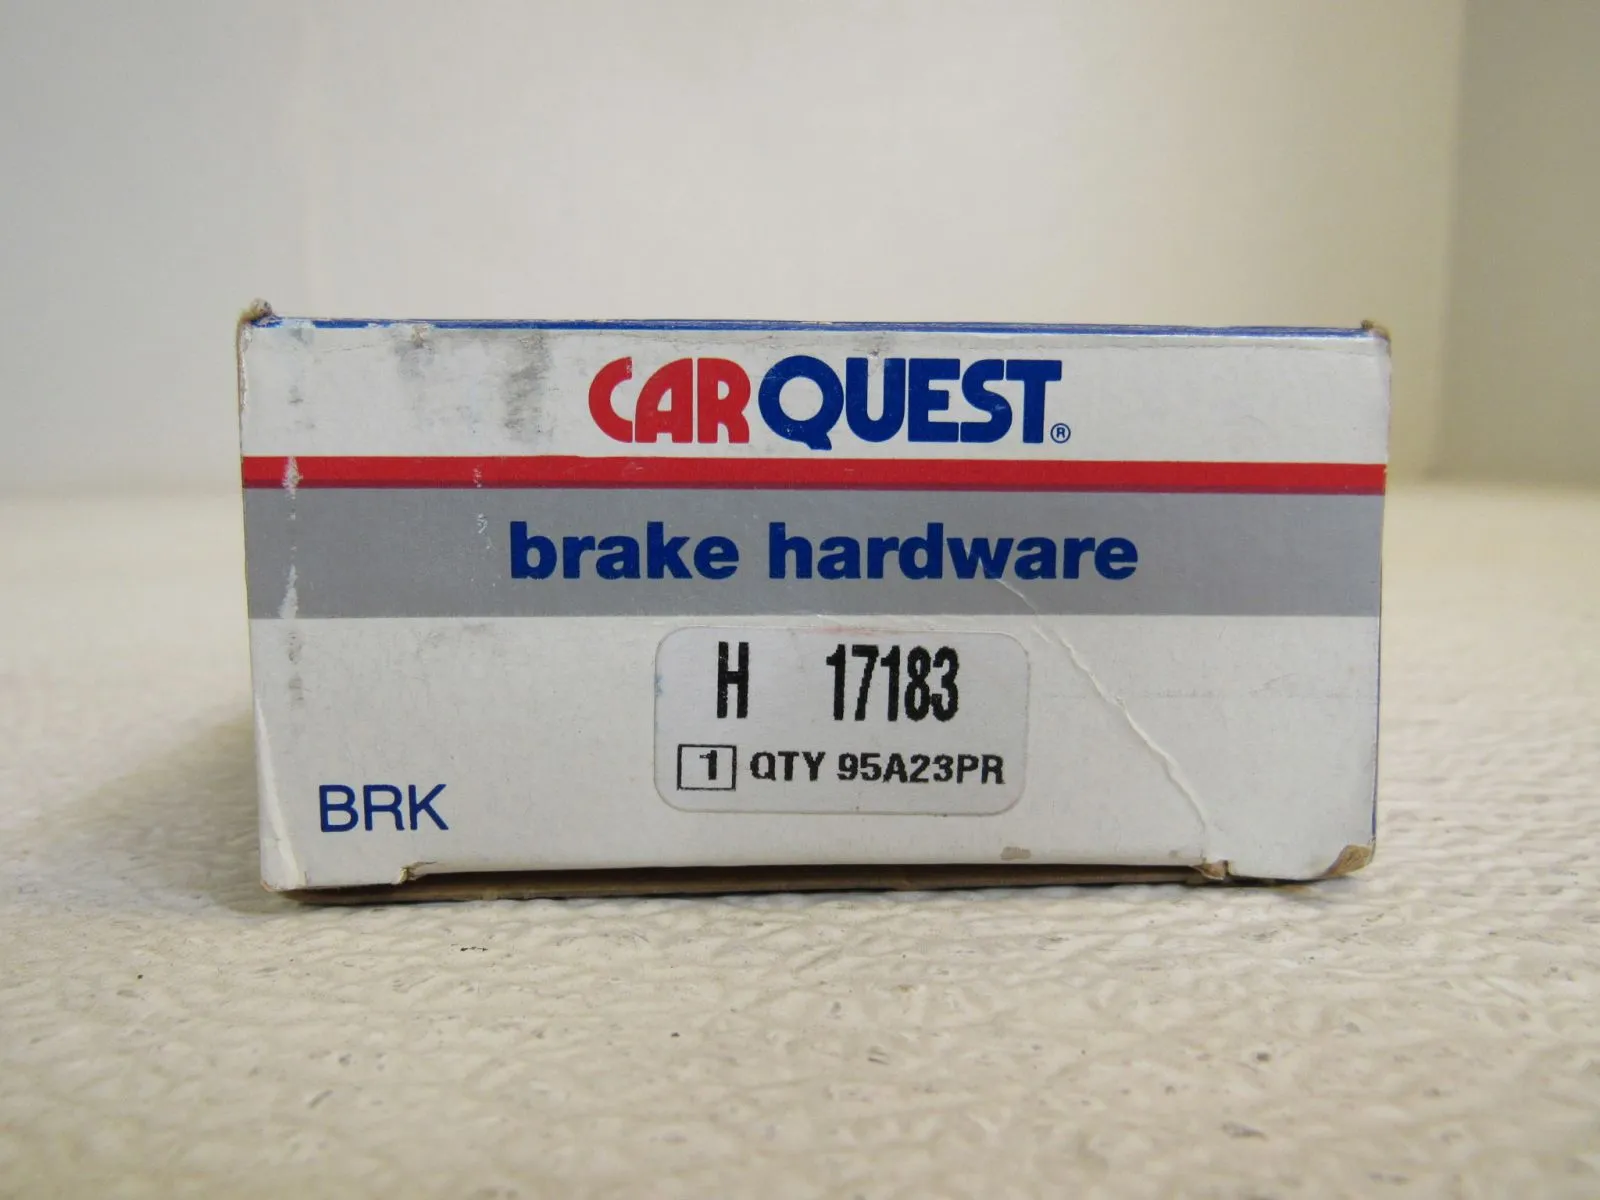 CARQUEST®
brake hardware
H 17183
1 QTY 95A23PR
BRK